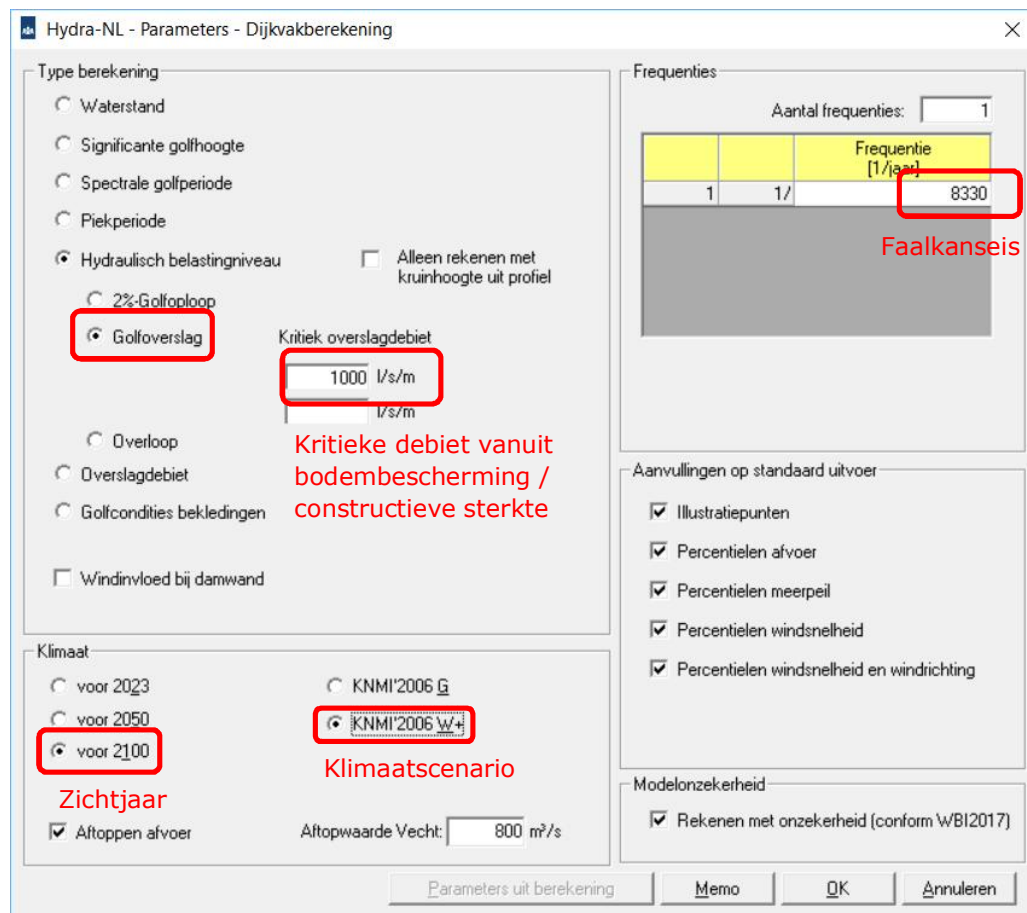 Hydra-NL - Parameters - Dijkvakberekening
Type berekening
Waterstand
Significante golfhoogte
Spectrale golfperiode
Piekperiode
Hydraulisch belastingniveau
Alleen rekenen met
kruinhoogte uit profiel
2%-Golfoploop
Golfoverslag
Kritiek overslagdebiet
1000 l/s/m
l/s/m
Overloop
Kritieke debiet vanuit
bodembescherming /
constructieve sterkte
Overslagdebiet
Golfcondities bekledingen
Windinvloed bij damwand
Klimaat
voor 2023
KNMI'2006 G
voor 2050
KNMI'2006 W+
voor 2100
Klimaatscenario
Zichtjaar
Aftoppen afvoer
Aftopwaarde Vecht: 800 m³/s
Frequenties
Aantal frequenties: 1
Frequentie
[1/jaar]
1 1/ 8330
Faalkanseis
Aanvullingen op standaard uitvoer
Illustratiepunten
Percentielen afvoer
Percentielen meerpeil
Percentielen windsnelheid
Percentielen windsnelheid en windrichting
Modelonzekerheid
Rekenen met onzekerheid (conform WBI2017)
Parameters uit berekening
Memo
OK
Annuleren